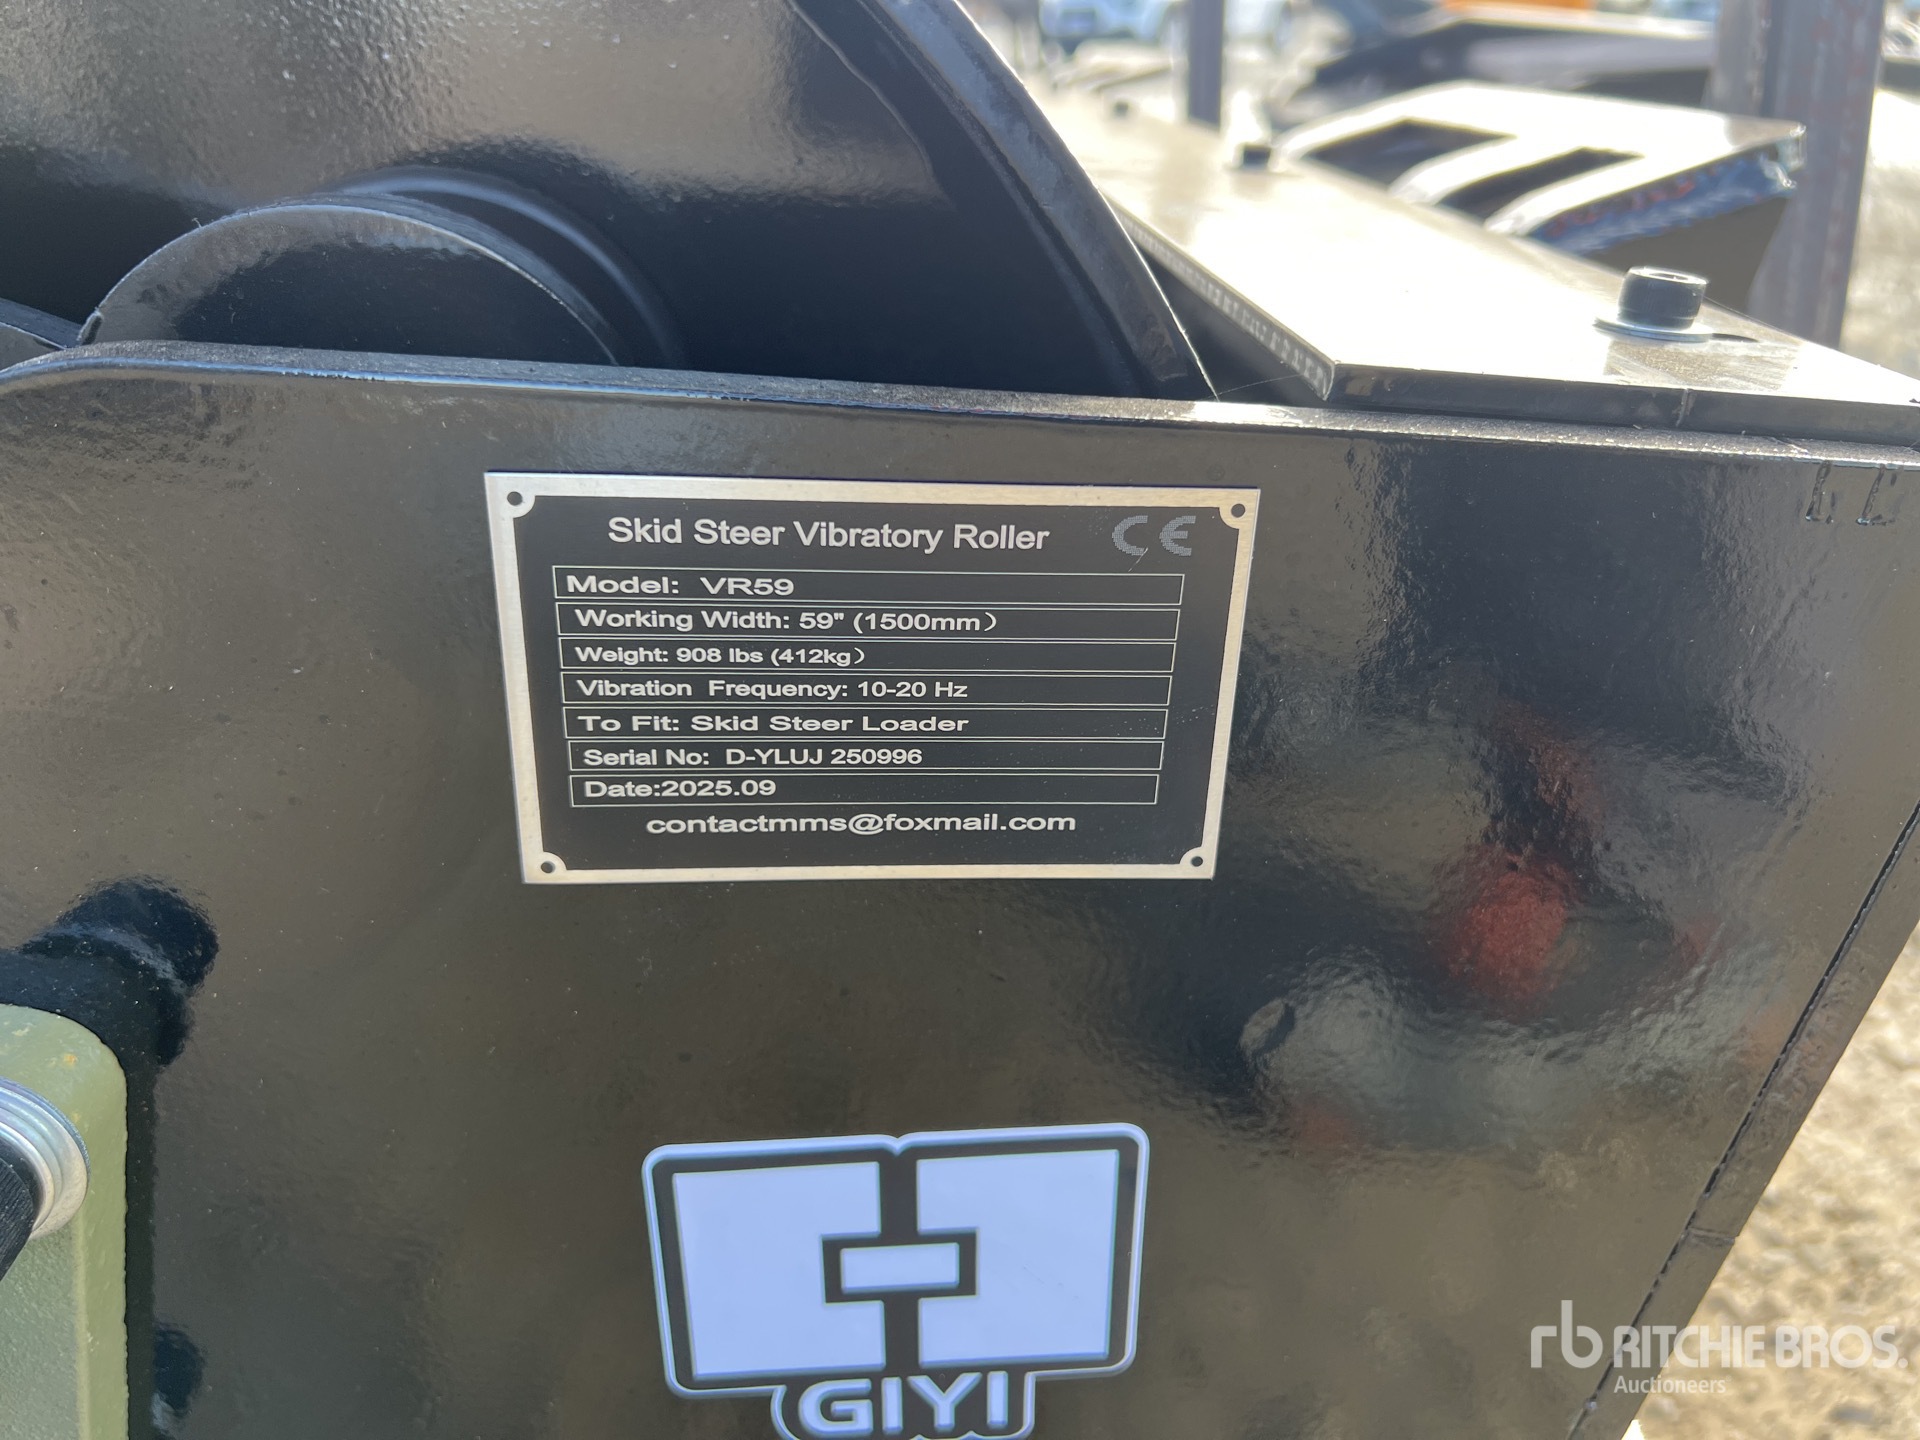 Skid Steer Vibratory Roller CE
Model: VR59
Working Width: 59" (1500mm)
Weight: 908 lbs (412kg)
Vibration Frequency: 10-20 Hz
To Fit: Skid Steer Loader
Serial No: D-YLUJ 250996
Date:2025.09
contactmms@foxmail.com
GIYI
rb RITCHIE BROS.
Auctioneers